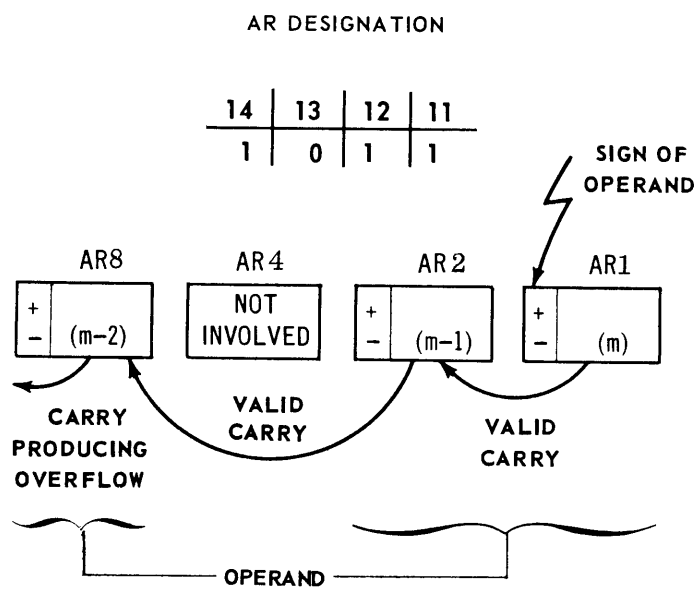 AR DESIGNATION
14 13 12 11
1 0 1 1
SIGN OF
OPERAND
AR8 AR4 AR2 AR1
+ NOT + +
− (m−2) INVOLVED − (m−1) − (m)
CARRY
PRODUCING
OVERFLOW
VALID
CARRY
VALID
CARRY
OPERAND